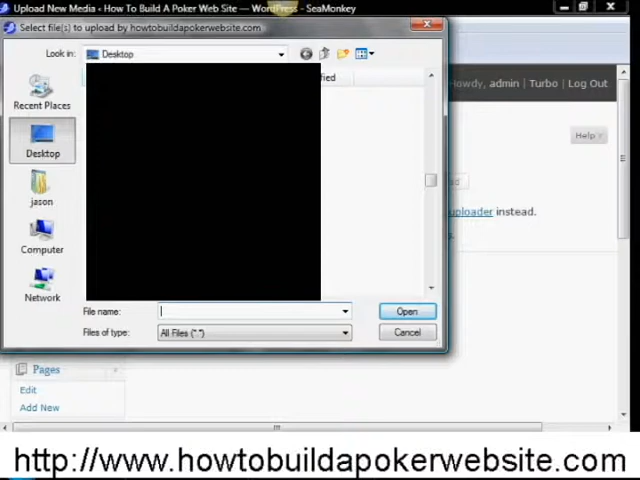 Upload New Media - How To Build A Poker Web Site — WordPress - SeaMonkey
Select file(s) to upload by howtobuildapokerwebsite.com
Look in:
Desktop
Recent Places
Desktop
jason
Computer
Network
File name:
Open
Files of type:
All Files (*.*)
Cancel
Howdy, admin | Turbo | Log Out
Help
uploader instead.
Pages
Edit
Add New
http://www.howtobuildapokerwebsite.com